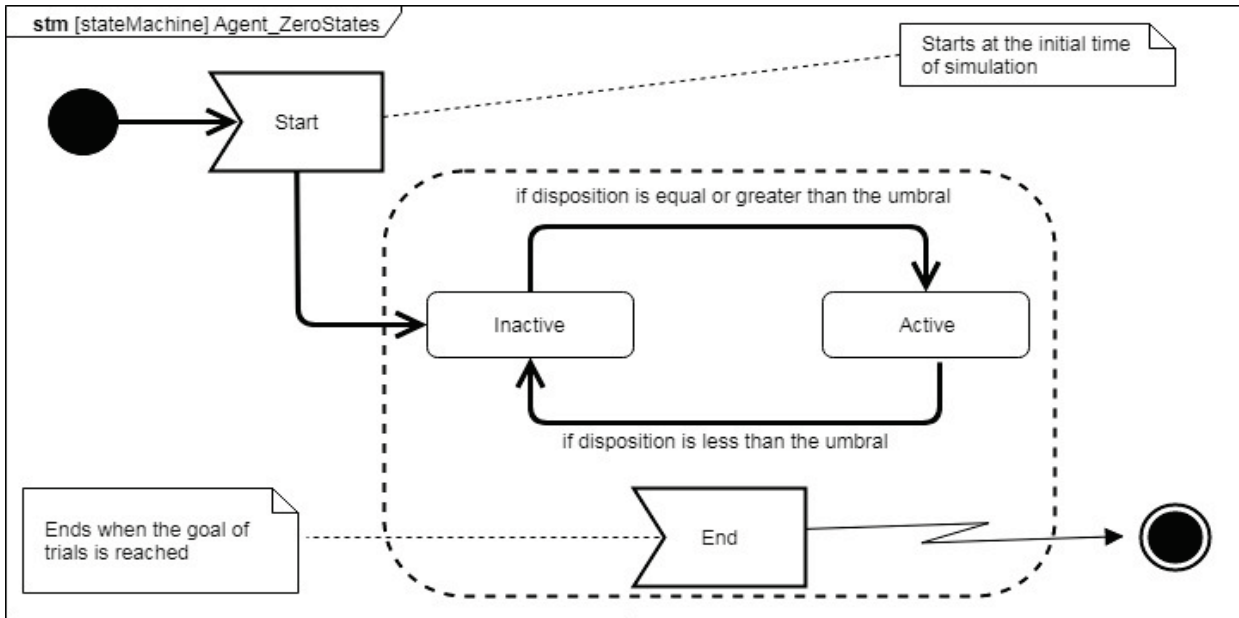 stm [stateMachine] Agent_ZeroStates
Starts at the initial time
of simulation
Start
if disposition is equal or greater than the umbral
Inactive
Active
if disposition is less than the umbral
Ends when the goal of
trials is reached
End